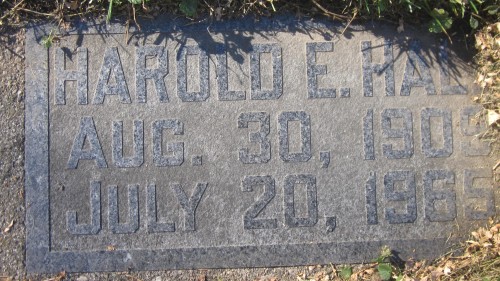 HAROLD E.
AUG. 30,
JULY 20, 1965